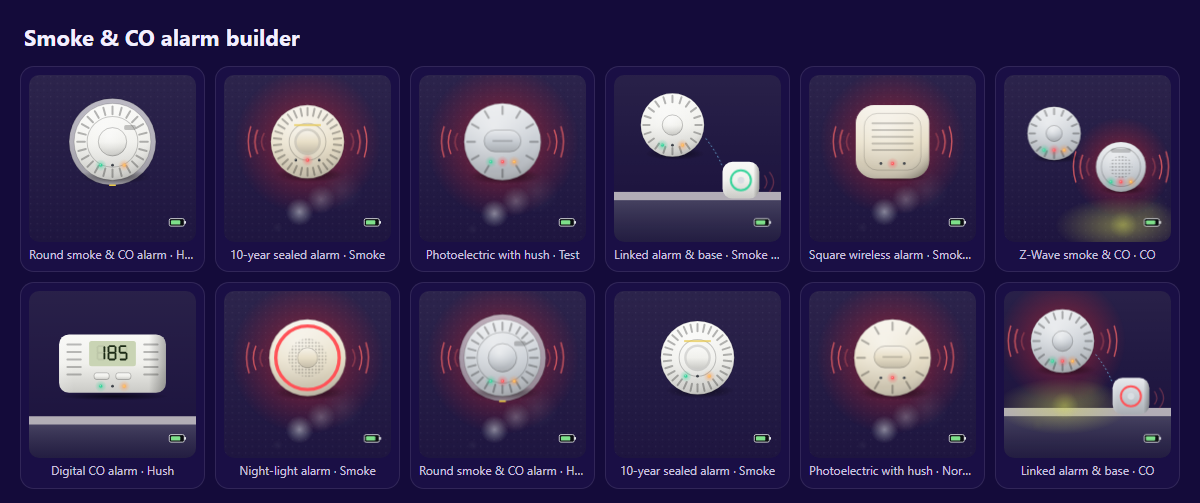 Smoke & CO alarm builder
Round smoke & CO alarm · H...
10-year sealed alarm · Smoke
Photoelectric with hush · Test
Linked alarm & base · Smoke ...
Square wireless alarm · Smok...
Z-Wave smoke & CO · CO
185
Digital CO alarm · Hush
Night-light alarm · Smoke
Round smoke & CO alarm · H...
10-year sealed alarm · Smoke
Photoelectric with hush · Nor...
Linked alarm & base · CO